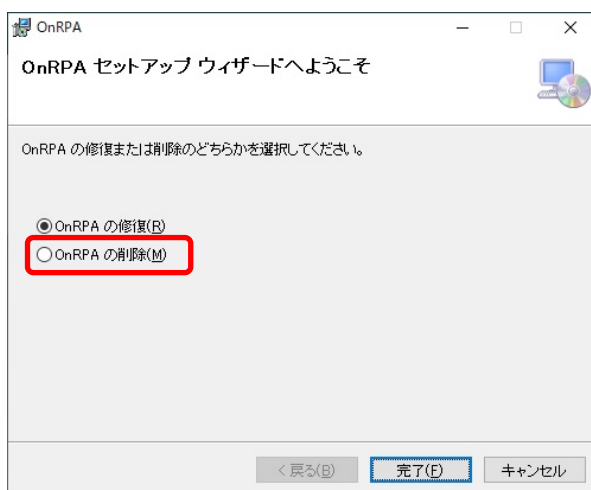 OnRPA
OnRPA セットアップ ウィザードへようこそ
OnRPA の修復または削除のどちらかを選択してください。
OnRPA の修復(R)
OnRPA の削除(M)
< 戻る(B)
完了(F)
キャンセル